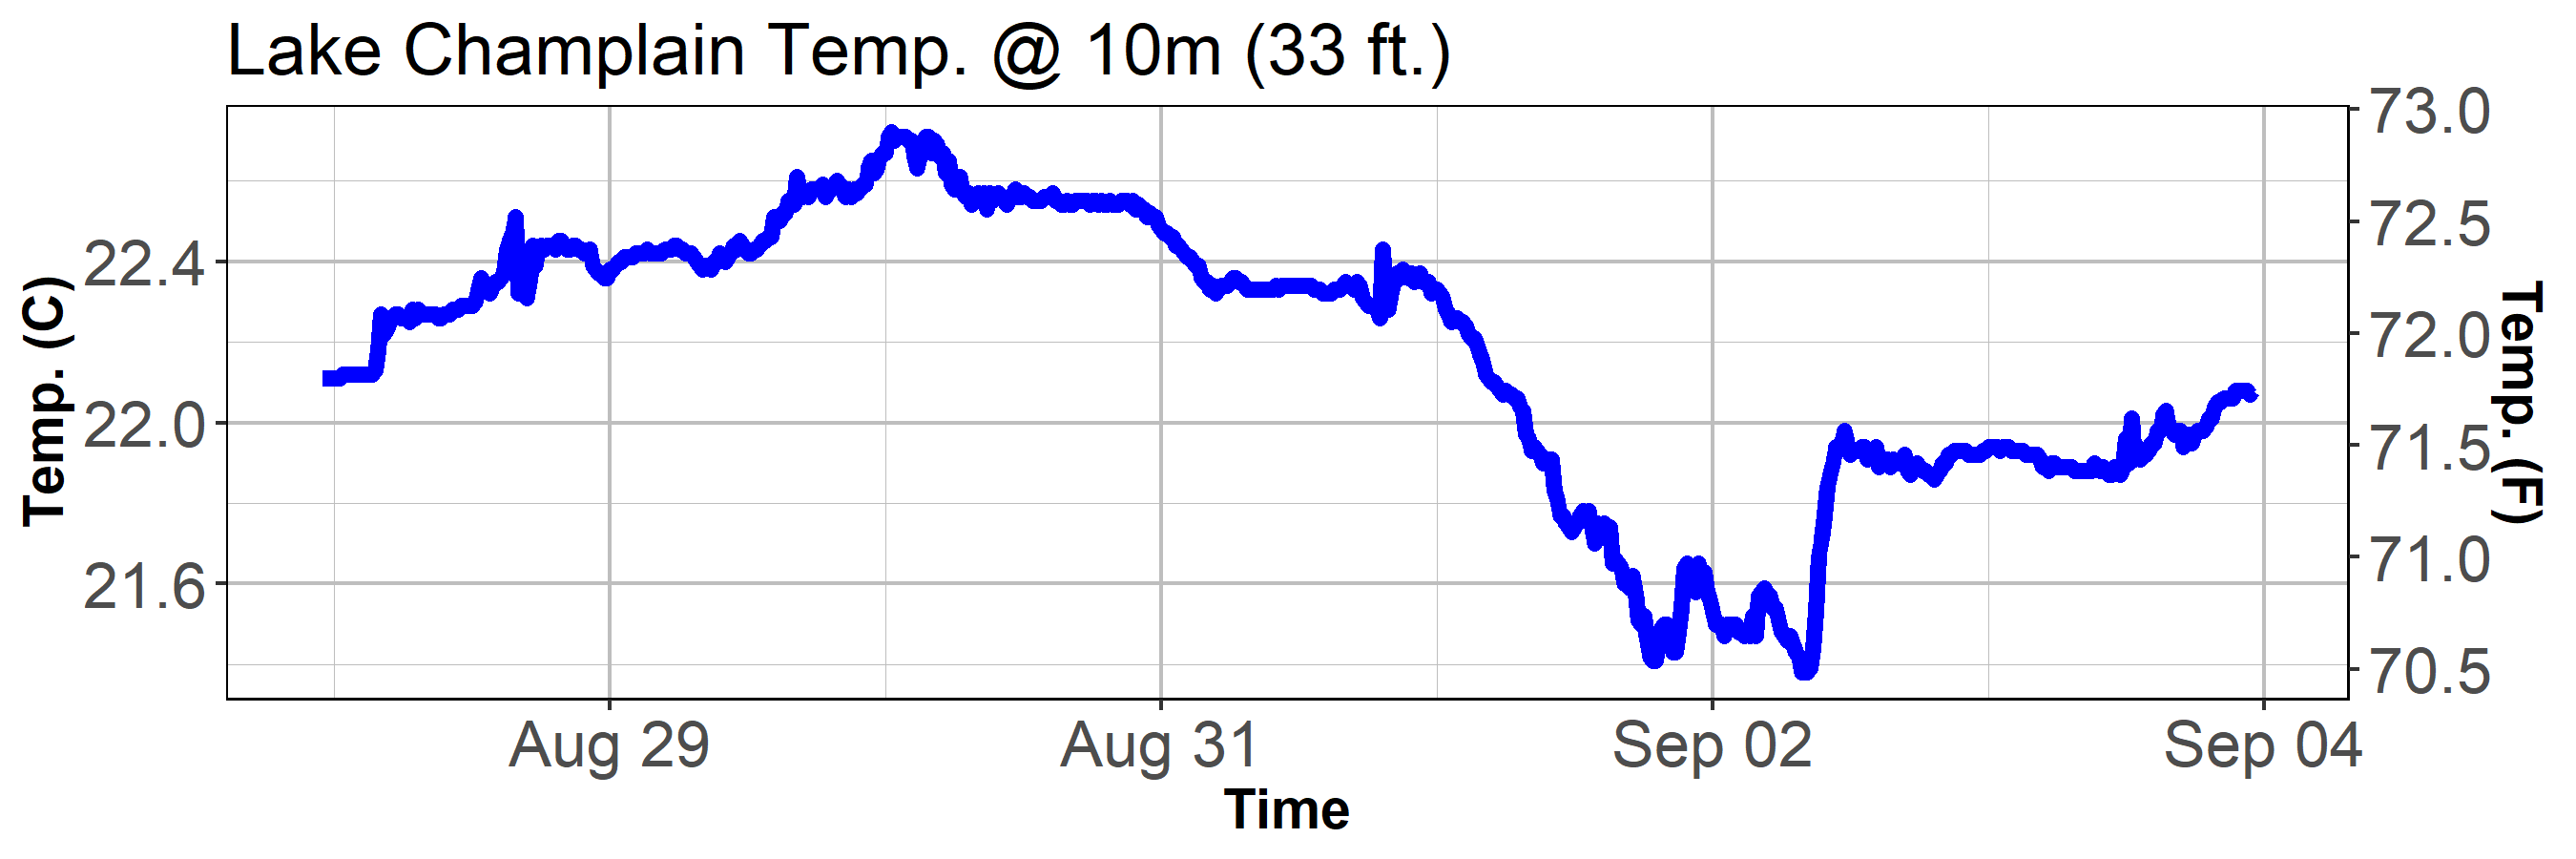 Lake Champlain Temp. @ 10m (33 ft.)
Temp. (C)
22.4
22.0
21.6
73.0
72.5
72.0
71.5
71.0
70.5
Temp. (F)
Aug 29
Aug 31
Sep 02
Sep 04
Time